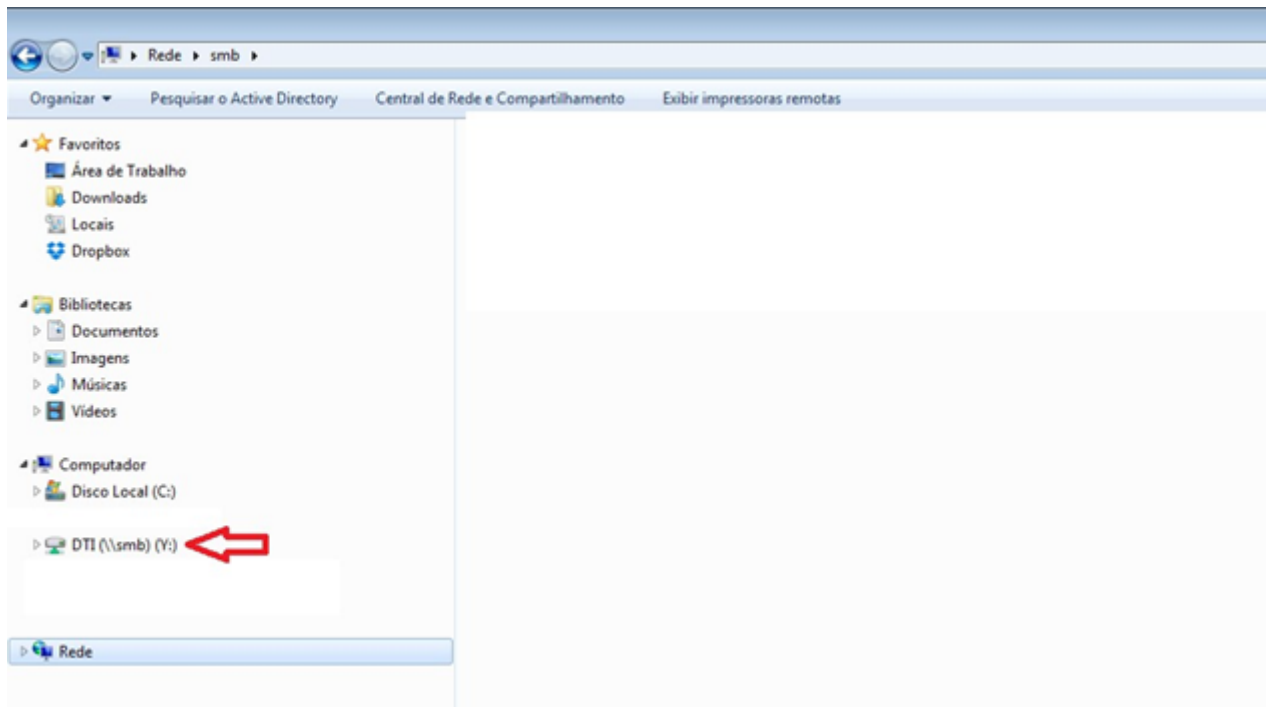 Rede smb
Organizar Pesquisar o Active Directory Central de Rede e Compartilhamento Exibir impressoras remotas
Favoritos
Área de Trabalho
Downloads
Locais
Dropbox
Bibliotecas
Documentos
Imagens
Músicas
Vídeos
Computador
Disco Local (C:)
DTI (\\smb) (Y:)
Rede